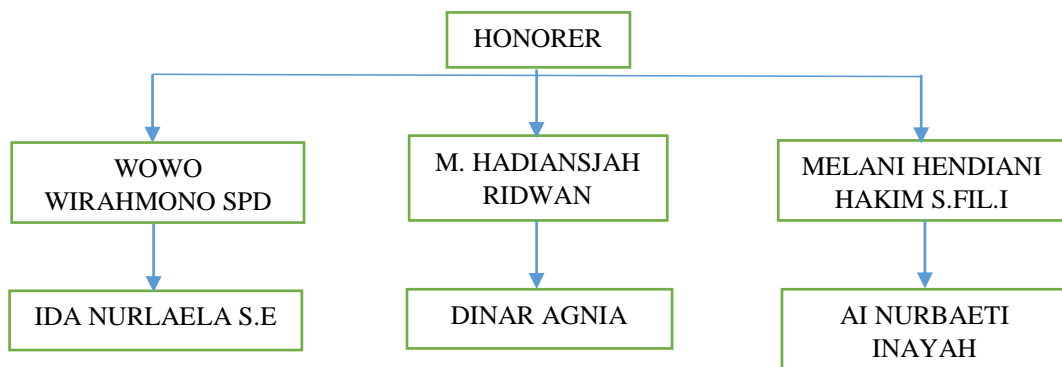 HONORER
WOWO
WIRAHMONO SPD
M. HADIANSJAH
RIDWAN
MELANI HENDIANI
HAKIM S.FIL.I
IDA NURLAELA S.E
DINAR AGNIA
AI NURBAETI
INAYAH